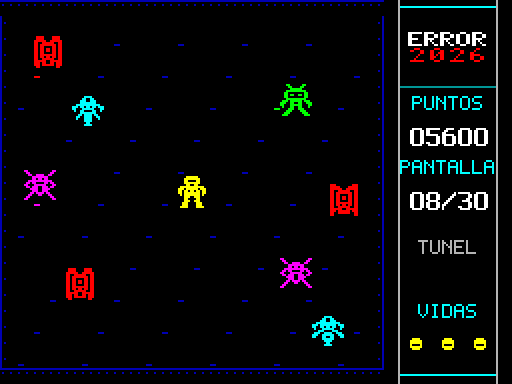 ERROR
2026
PUNTOS
05600
PANTALLA
08/30
TUNEL
VIDAS